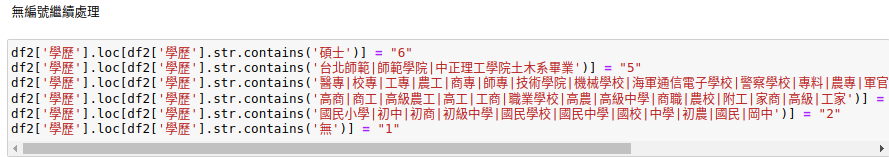 無編號繼續處理
df2['學歷'].loc[df2['學歷'].str.contains('碩士')] = "6"
df2['學歷'].loc[df2['學歷'].str.contains('台北師範|師範學院|中正理工學院土木系畢業')] = "5"
df2['學歷'].loc[df2['學歷'].str.contains('醫專|校專|工專|農工|商專|師專|技術學院|機械學校|海軍通信電子學校|警察學校|專科|農專|軍官
df2['學歷'].loc[df2['學歷'].str.contains('高商|商工|高級農工|高工|工商|職業學校|高農|高級中學|商職|農校|附工|家商|高級|工家')] =
df2['學歷'].loc[df2['學歷'].str.contains('國民小學|初中|初商|初級中學|國民學校|國民中學|國校|中學|初農|國民|岡中')] = "2"
df2['學歷'].loc[df2['學歷'].str.contains('無')] = "1"